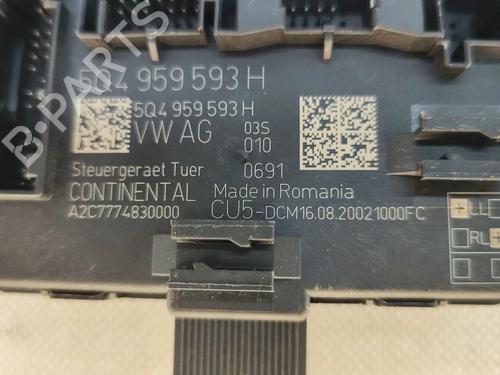 5Q4 959 593 H
5Q4 959 593 H
VW AG 03S
010
Steuergeraet Tuer 0691
CONTINENTAL Made in Romania
A2C7774830000 CU5-DCM16.08.20021000FC
LL
RL
B-PARTS